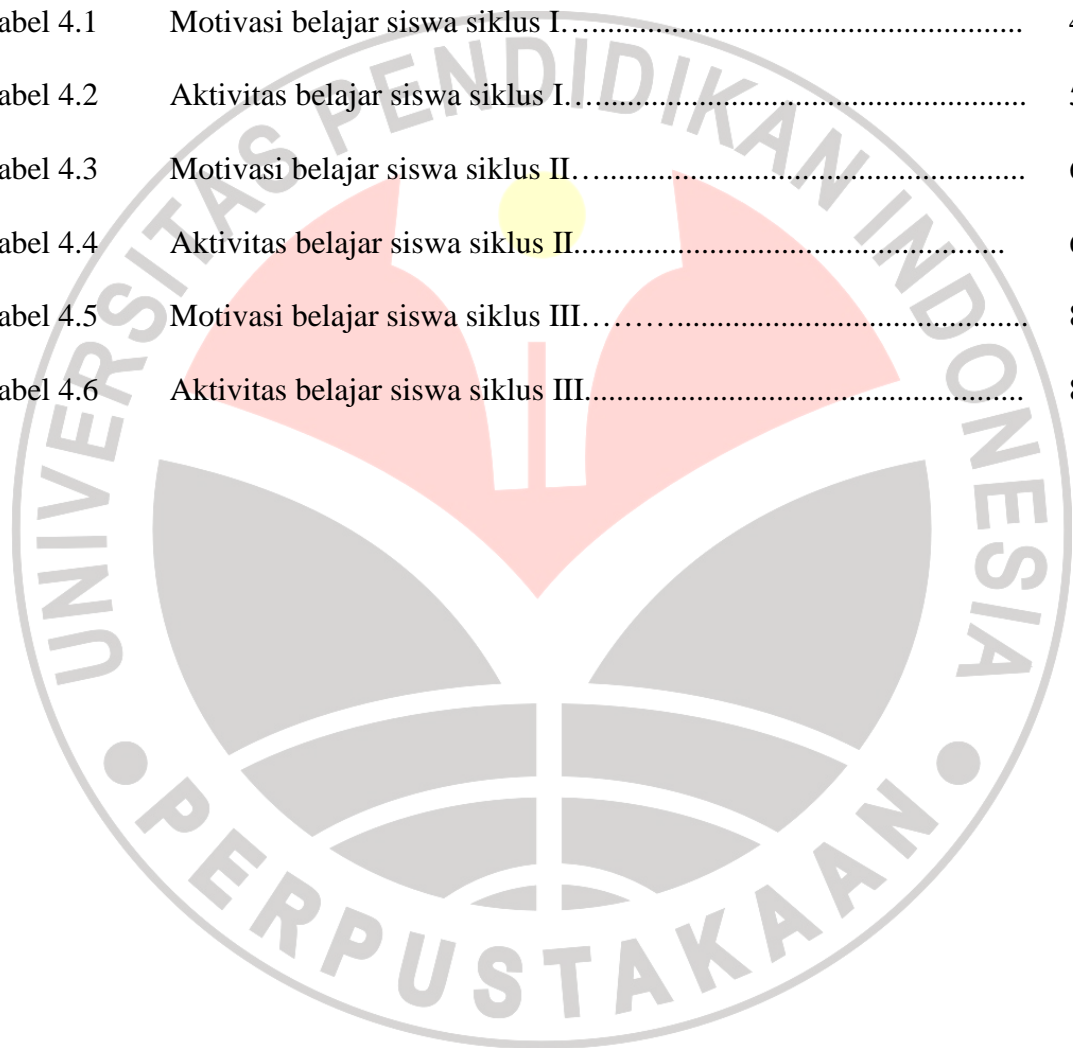 abel 4.1 Motivasi belajar siswa siklus I…......................................................
abel 4.2 Aktivitas belajar siswa siklus I…......................................................
abel 4.3 Motivasi belajar siswa siklus II…....................................................
abel 4.4 Aktivitas belajar siswa siklus II......................................................
abel 4.5 Motivasi belajar siswa siklus III………............................................
abel 4.6 Aktivitas belajar siswa siklus III......................................................
UNIVERSITAS PENDIDIKAN INDONESIA
PERPUSTAKAAN